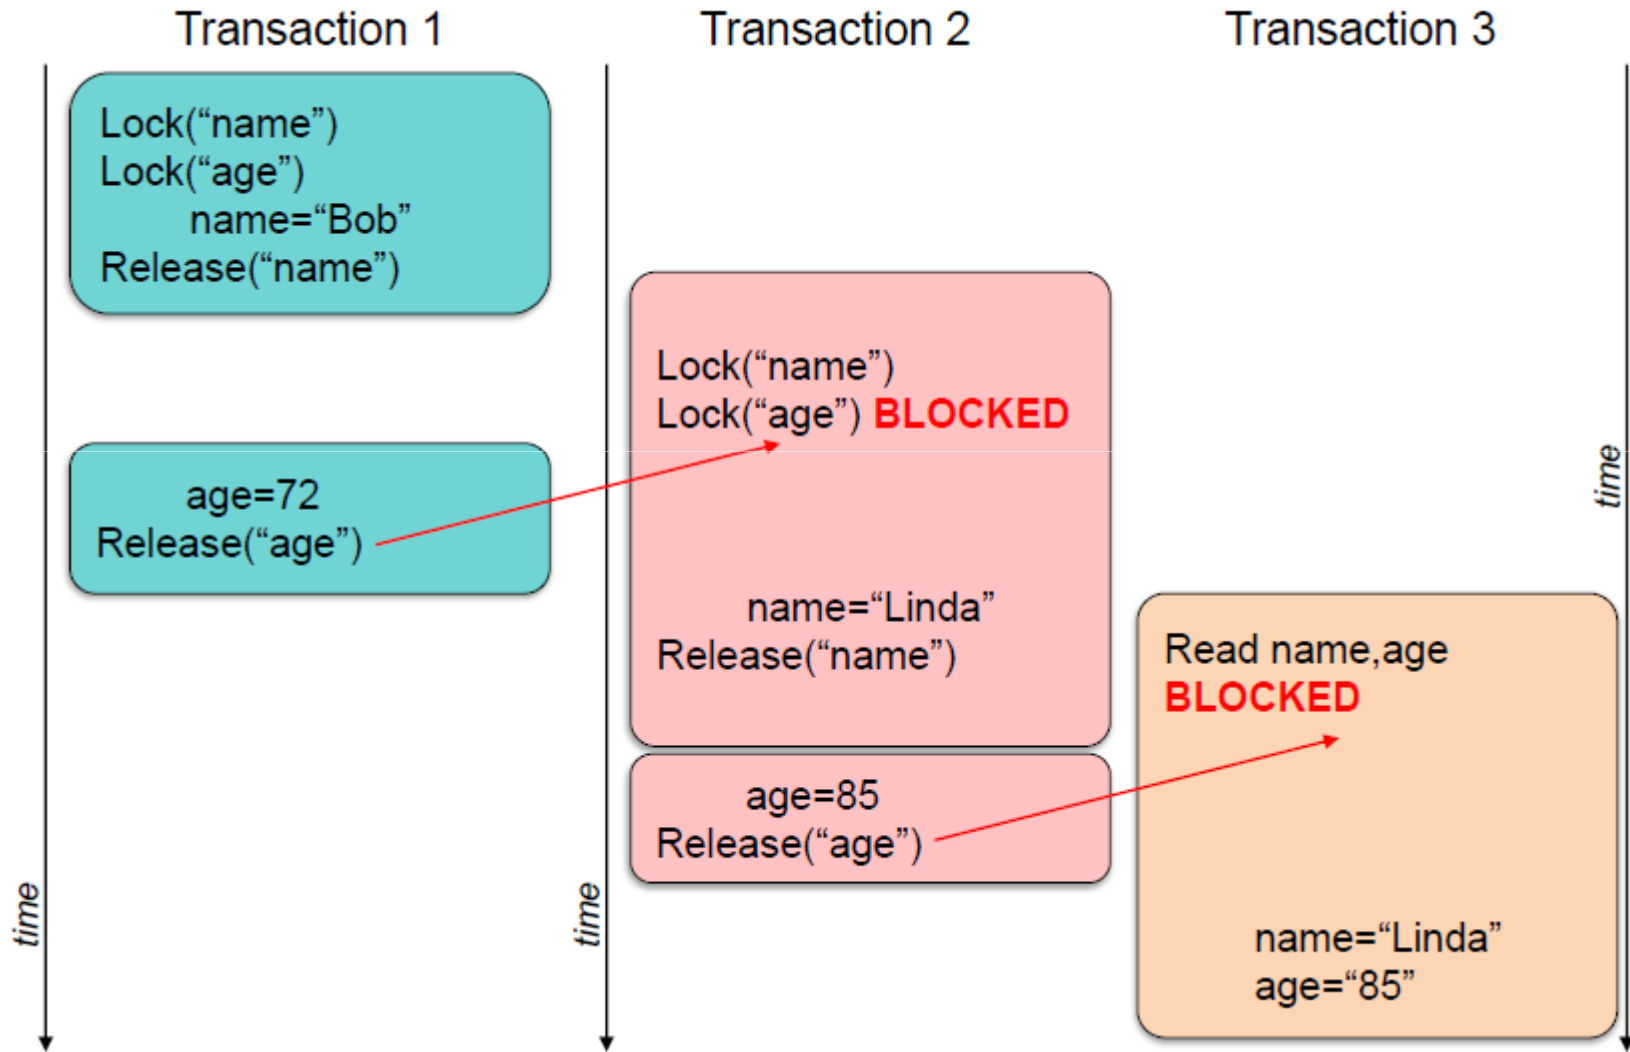 Transaction 1
Transaction 2
Transaction 3
Lock(“name”)
Lock(“age”)
name=“Bob”
Release(“name”)
age=72
Release(“age”)
Lock(“name”)
Lock(“age”) BLOCKED
name=“Linda”
Release(“name”)
age=85
Release(“age”)
Read name,age
BLOCKED
name=“Linda”
age=“85”
time
time
time